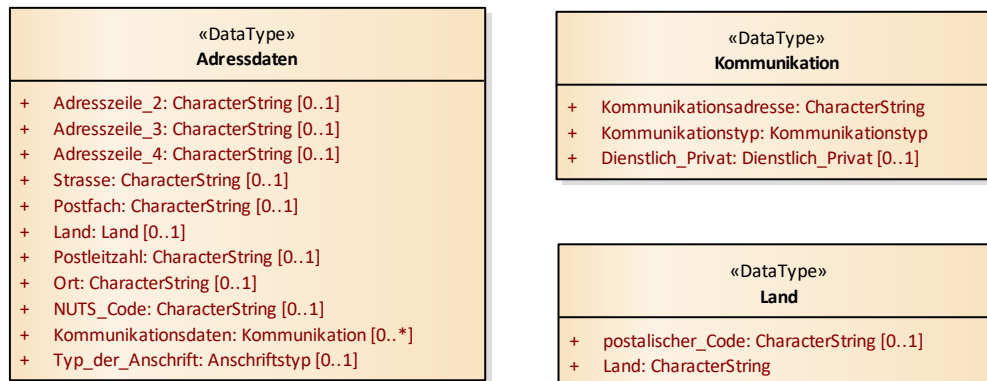 «DataType»
Adressdaten
+ Adresszeile_2: CharacterString [0..1]
+ Adresszeile_3: CharacterString [0..1]
+ Adresszeile_4: CharacterString [0..1]
+ Strasse: CharacterString [0..1]
+ Postfach: CharacterString [0..1]
+ Land: Land [0..1]
+ Postleitzahl: CharacterString [0..1]
+ Ort: CharacterString [0..1]
+ NUTS_Code: CharacterString [0..1]
+ Kommunikationsdaten: Kommunikation [0..*]
+ Typ_der_Anschrift: Anschriftstyp [0..1]
«DataType»
Kommunikation
+ Kommunikationsadresse: CharacterString
+ Kommunikationstyp: Kommunikationstyp
+ Dienstlich_Privat: Dienstlich_Privat [0..1]
«DataType»
Land
+ postalischer_Code: CharacterString [0..1]
+ Land: CharacterString